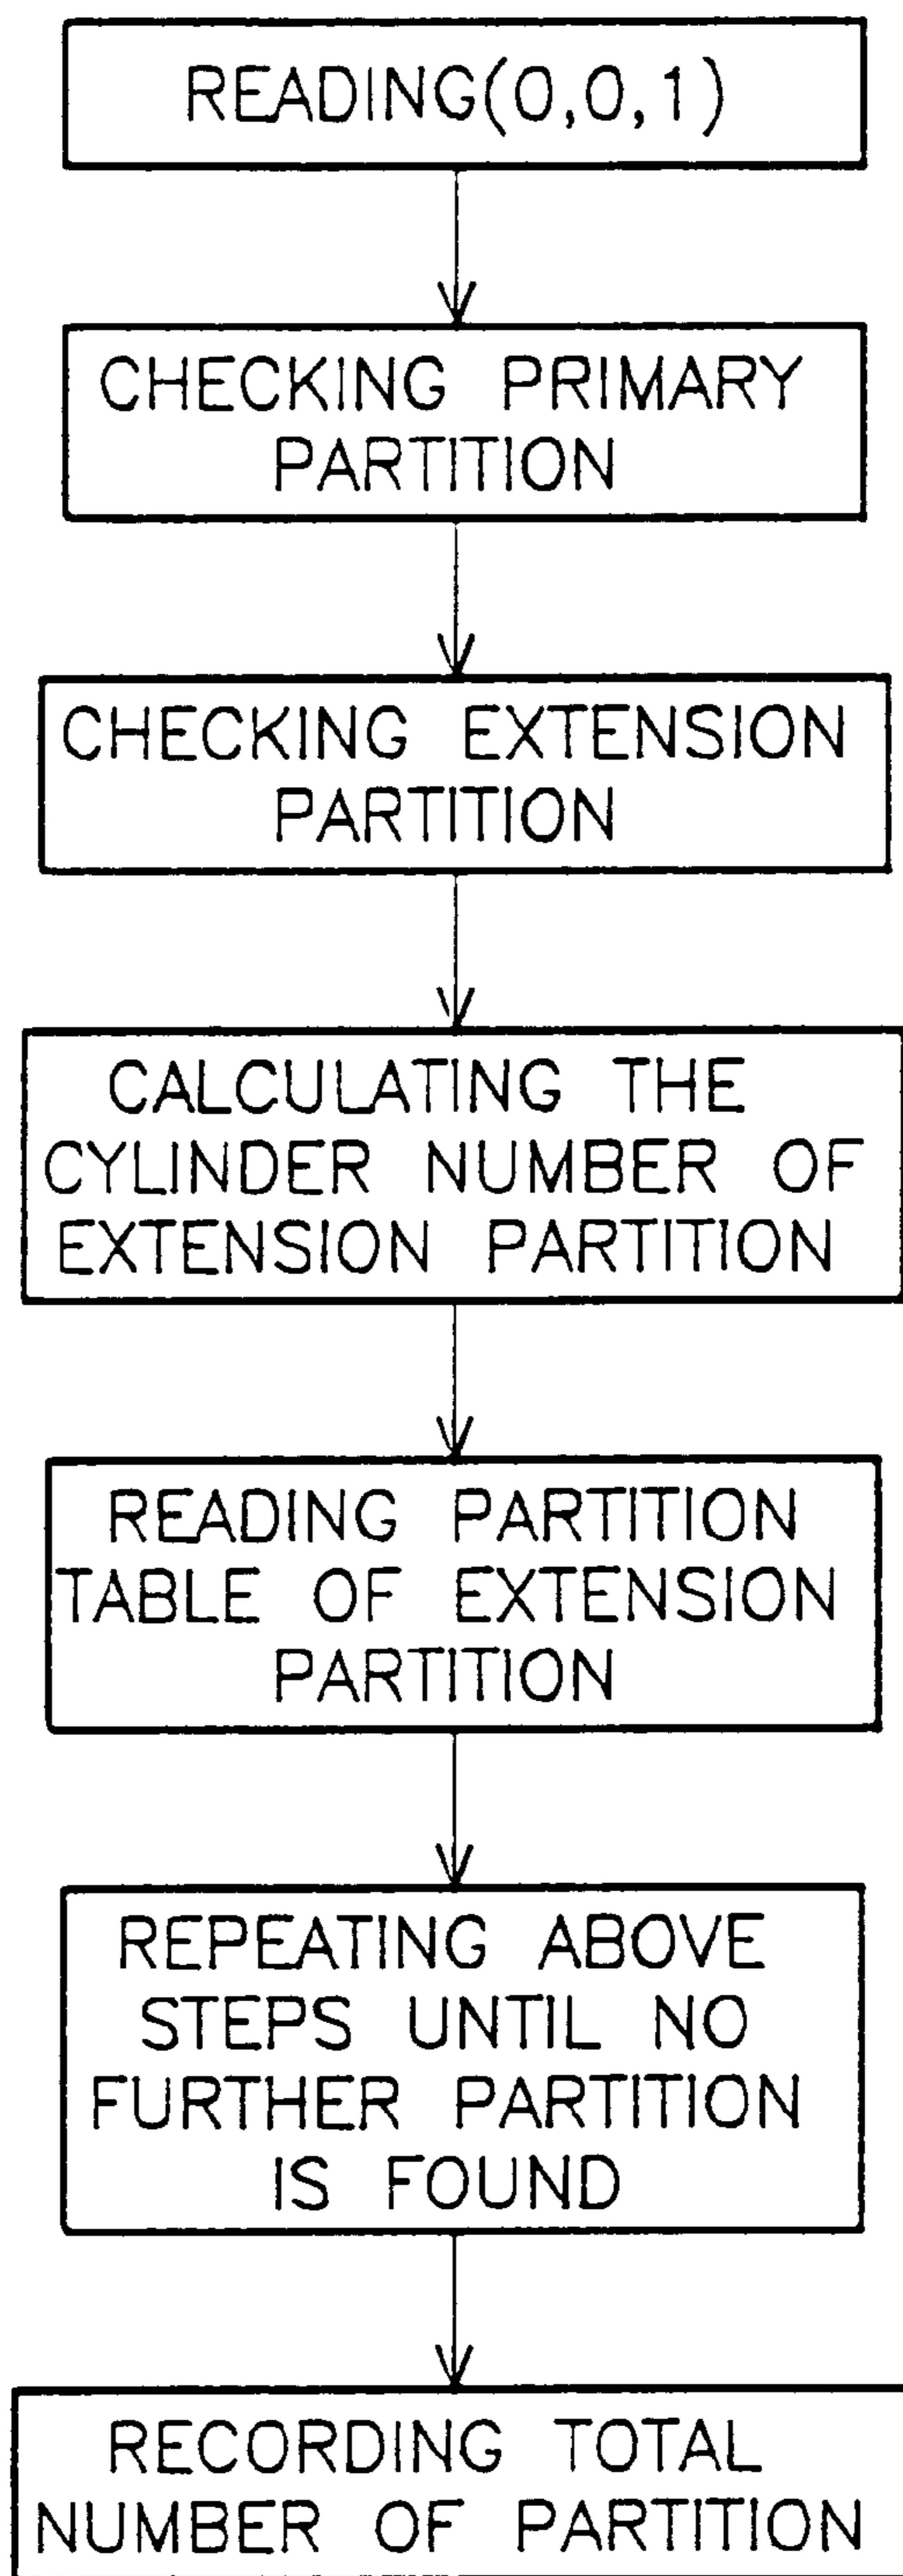 READING(0,0,1)
CHECKING PRIMARY
PARTITION
CHECKING EXTENSION
PARTITION
CALCULATING THE
CYLINDER NUMBER OF
EXTENSION PARTITION
READING PARTITION
TABLE OF EXTENSION
PARTITION
REPEATING ABOVE
STEPS UNTIL NO
FURTHER PARTITION
IS FOUND
RECORDING TOTAL
NUMBER OF PARTITION